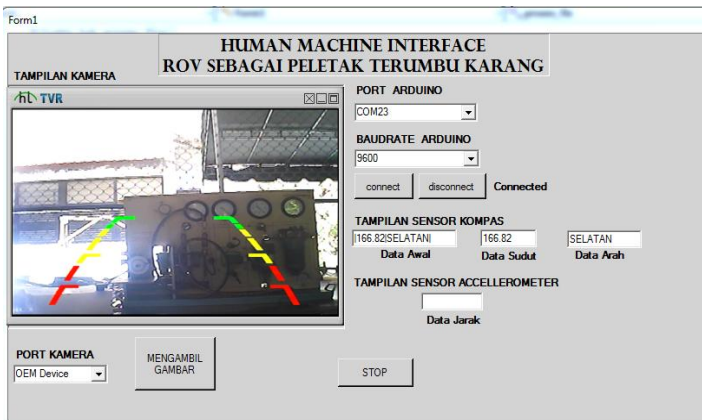 Form1
HUMAN MACHINE INTERFACE
ROV SEBAGAI PELETAK TERUMBU KARANG
TAMPILAN KAMERA
TVR
PORT ARDUINO
COM23
BAUDRATE ARDUINO
9600
connect disconnect Connected
TAMPILAN SENSOR KOMPAS
|166.82|SELATAN| 166.82 SELATAN
Data Awal Data Sudut Data Arah
TAMPILAN SENSOR ACCELLEROMETER
Data Jarak
PORT KAMERA
OEM Device
MENGAMBIL
GAMBAR
STOP